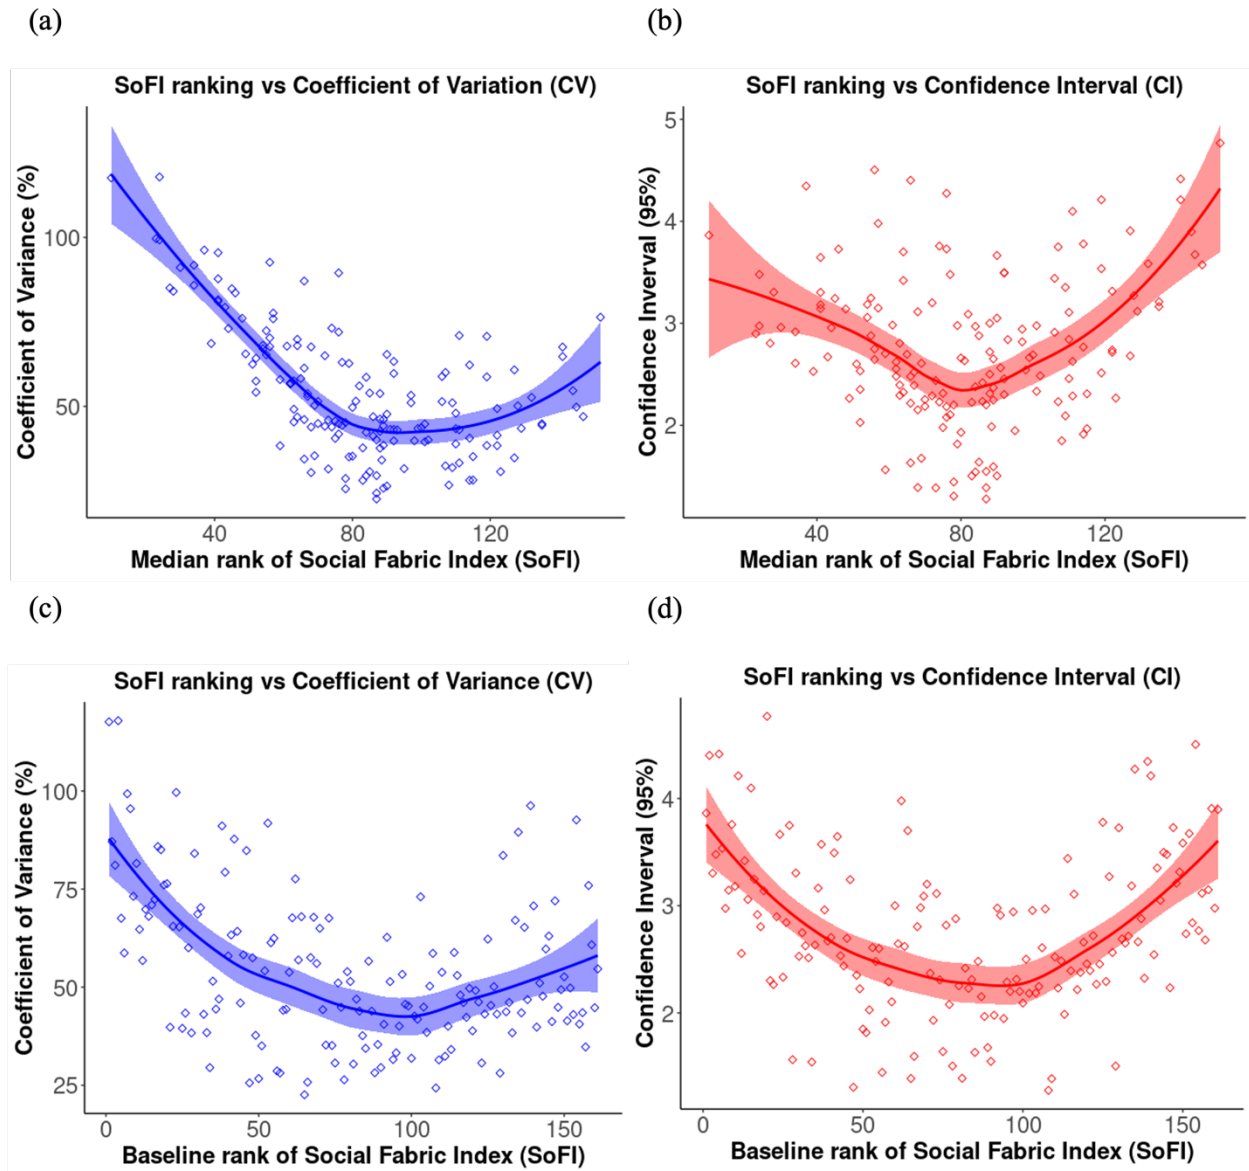 (a)
(b)
SoFI ranking vs Coefficient of Variation (CV)
SoFI ranking vs Confidence Interval (CI)
Coefficient of Variance (%)
100
50
40
80
120
Median rank of Social Fabric Index (SoFI)
Confidence Inverval (95%)
5
4
3
2
40
80
120
Median rank of Social Fabric Index (SoFI)
(c)
(d)
SoFI ranking vs Coefficient of Variance (CV)
SoFI ranking vs Confidence Interval (CI)
Coefficient of Variance (%)
100
75
50
25
0
50
100
150
Baseline rank of Social Fabric Index (SoFI)
Confidence Inverval (95%)
4
3
2
0
50
100
150
Baseline rank of Social Fabric Index (SoFI)